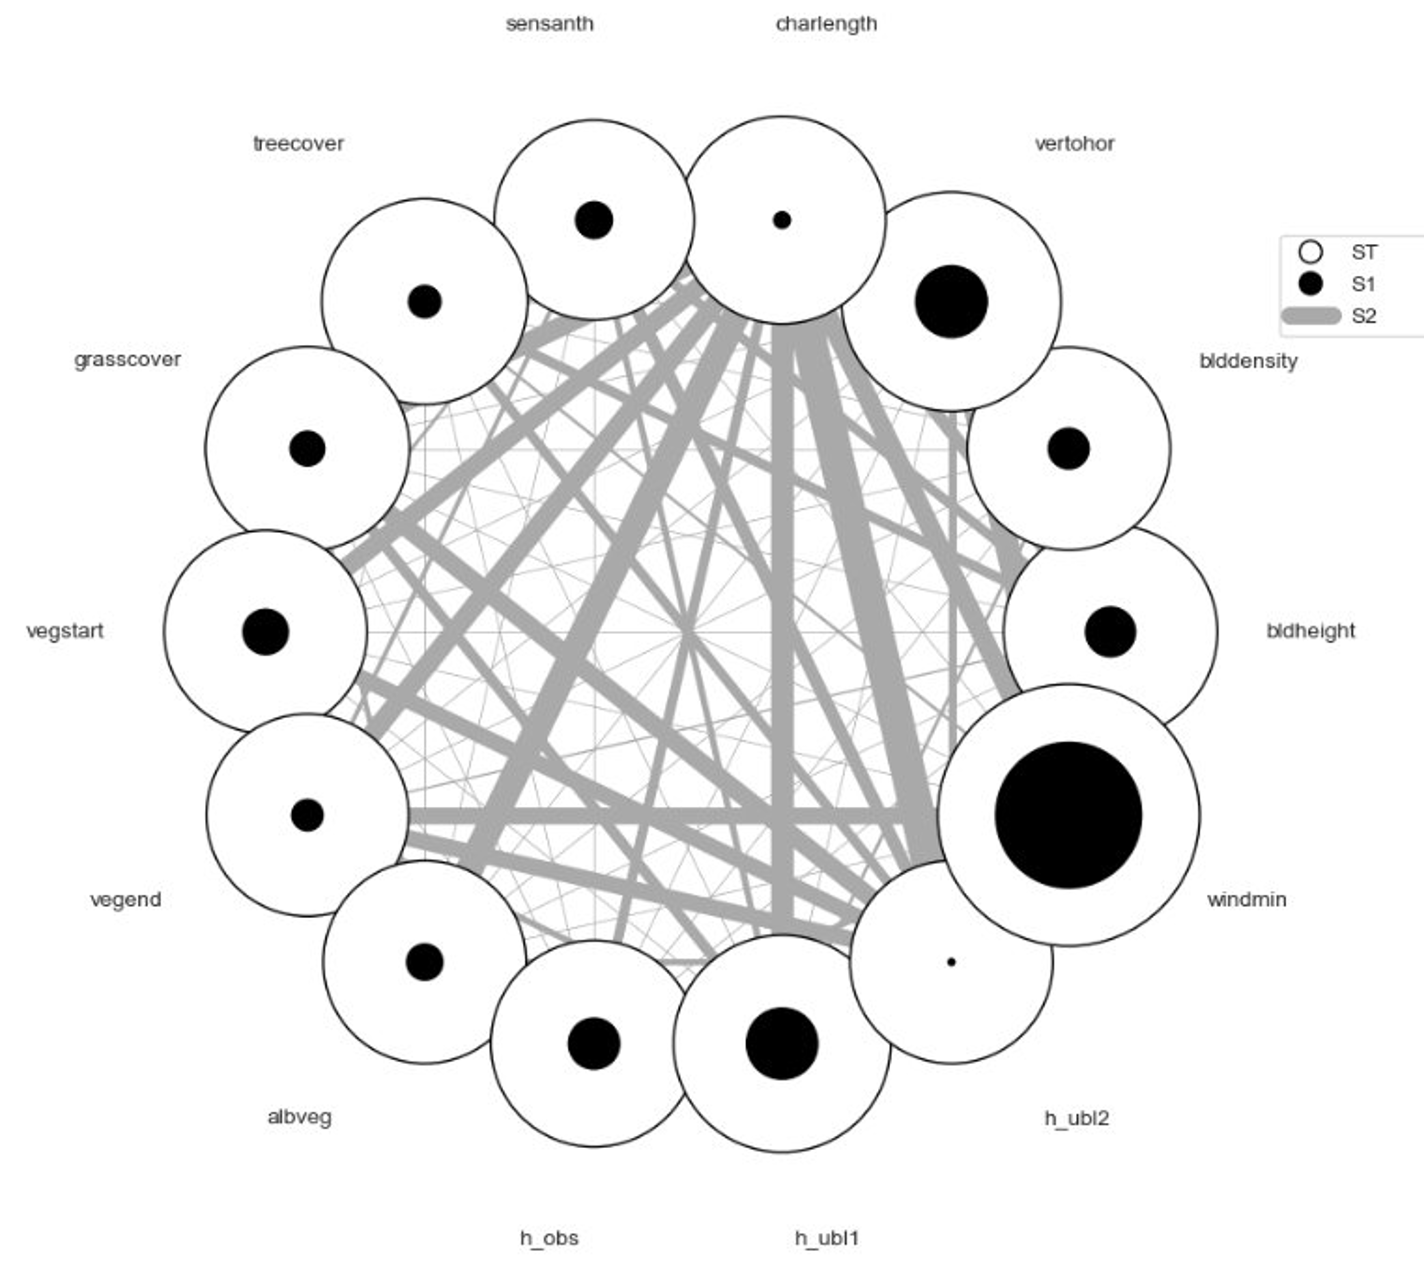 sensanth charlength
treecover vertohor
ST
S1
S2
grasscover blddensity
vegstart bldheight
vegend windmin
albveg h_ubl2
h_obs h_ubl1